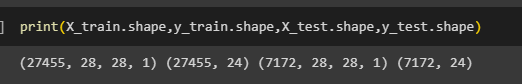 ] print(X_train.shape,y_train.shape,X_test.shape,y_test.shape)
(27455, 28, 28, 1) (27455, 24) (7172, 28, 28, 1) (7172, 24)